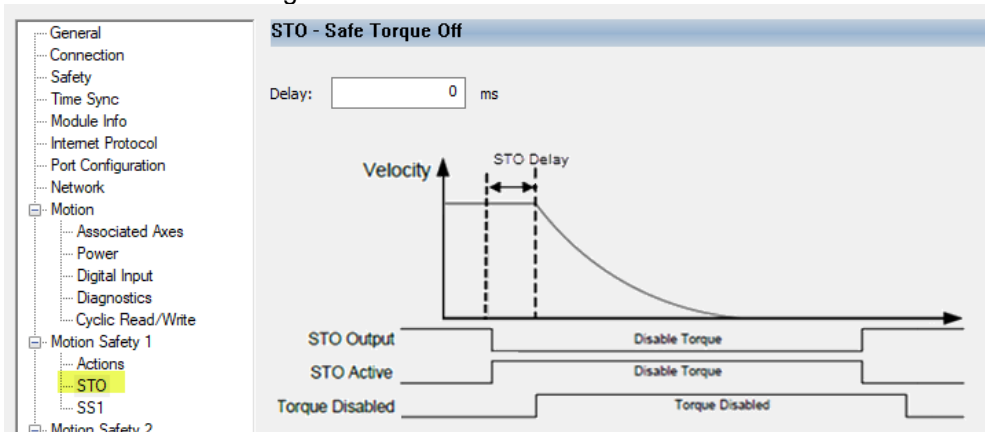 General
Connection
Safety
Time Sync
Module Info
Internet Protocol
Port Configuration
Network
Motion
Associated Axes
Power
Digital Input
Diagnostics
Cyclic Read/Write
Motion Safety 1
Actions
STO
SS1
Motion Safety 2
STO - Safe Torque Off
Delay: 0 ms
STO Delay
Velocity
STO Output Disable Torque
STO Active Disable Torque
Torque Disabled Torque Disabled